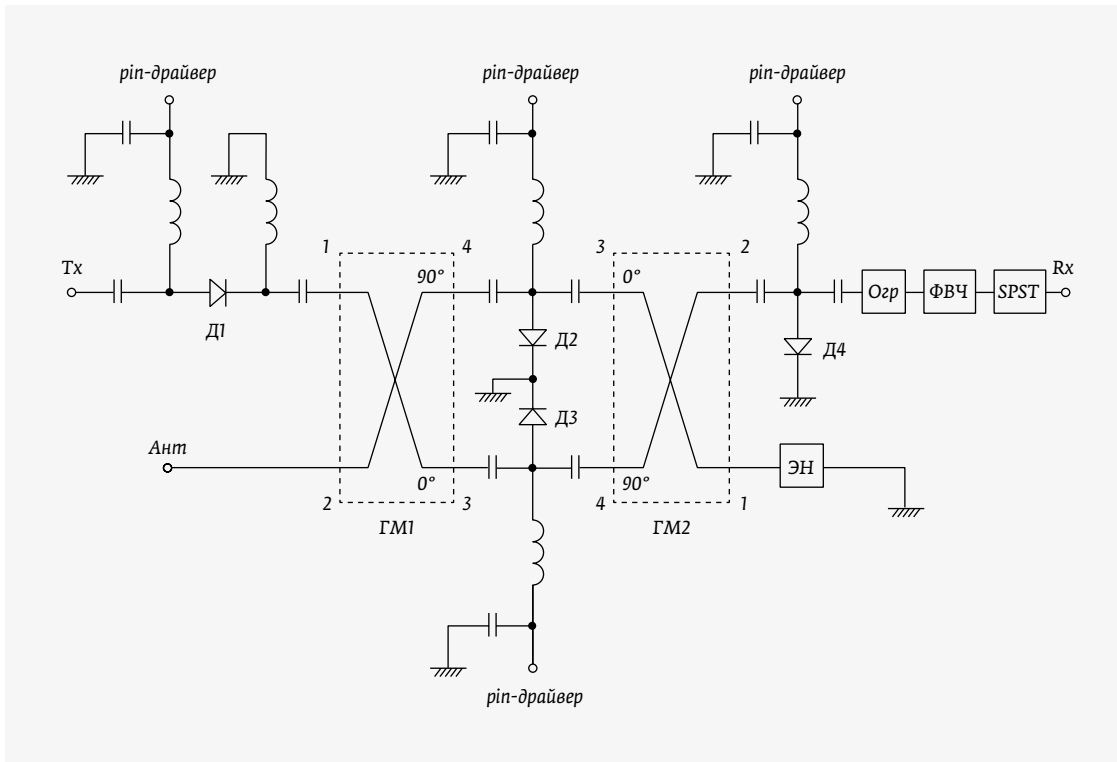 pin-драйвер
pin-драйвер
pin-драйвер
1
4
3
2
Tx
90°
0°
Огр
ФВЧ
SPST
Rx
Д1
Д2
Д4
Д3
Ант
ЭН
0°
90°
2
3
4
1
ГМ1
ГМ2
pin-драйвер